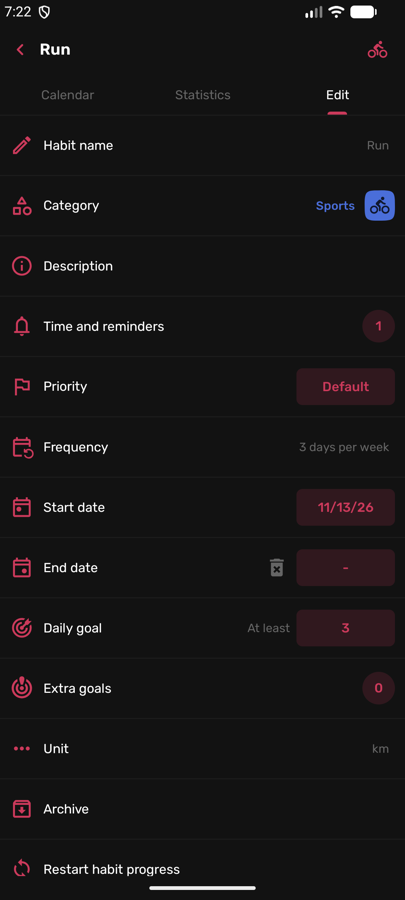 7:22
Run
Calendar
Statistics
Edit
Habit name
Run
Category
Sports
Description
Time and reminders
1
Priority
Default
Frequency
3 days per week
Start date
11/13/26
End date
-
Daily goal
At least
3
Extra goals
0
Unit
km
Archive
Restart habit progress